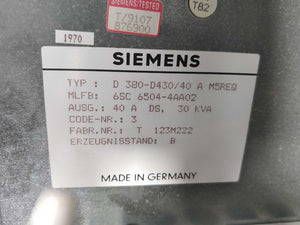 SIEMENS/TESTED
T/9107
875900
T82
1970
SIEMENS
TYP : D 380-D430/40 A M5REQ
MLFB: 6SC 6504-4AA02
AUSG.: 40 A DS, 30 KVA
CODE-NR.: 3
FABR.NR.: T 123M222
ERZEUGNISSTAND: B
MADE IN GERMANY